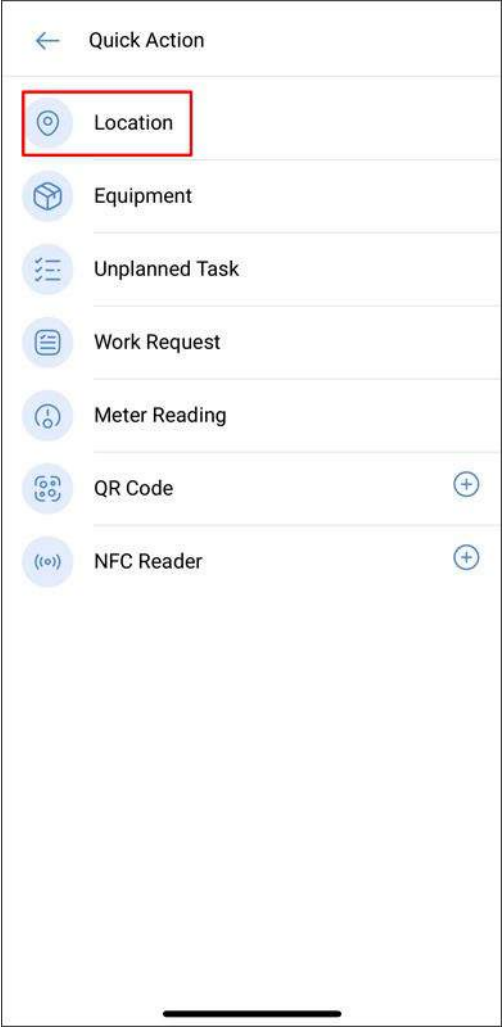 Quick Action
Location
Equipment
Unplanned Task
Work Request
Meter Reading
QR Code
NFC Reader